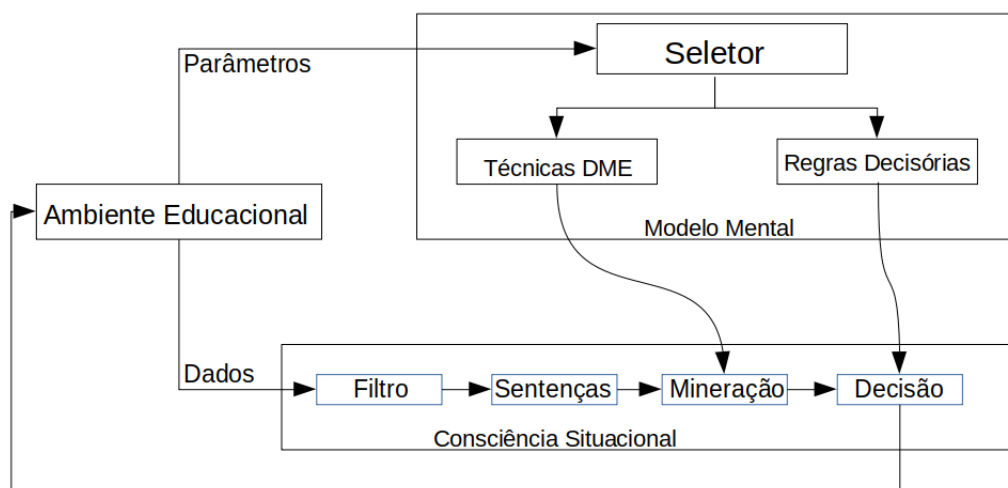 Seletor
Parâmetros
Técnicas DME
Regras Decisórias
Ambiente Educacional
Modelo Mental
Dados
Filtro
Sentenças
Mineração
Decisão
Consciência Situacional